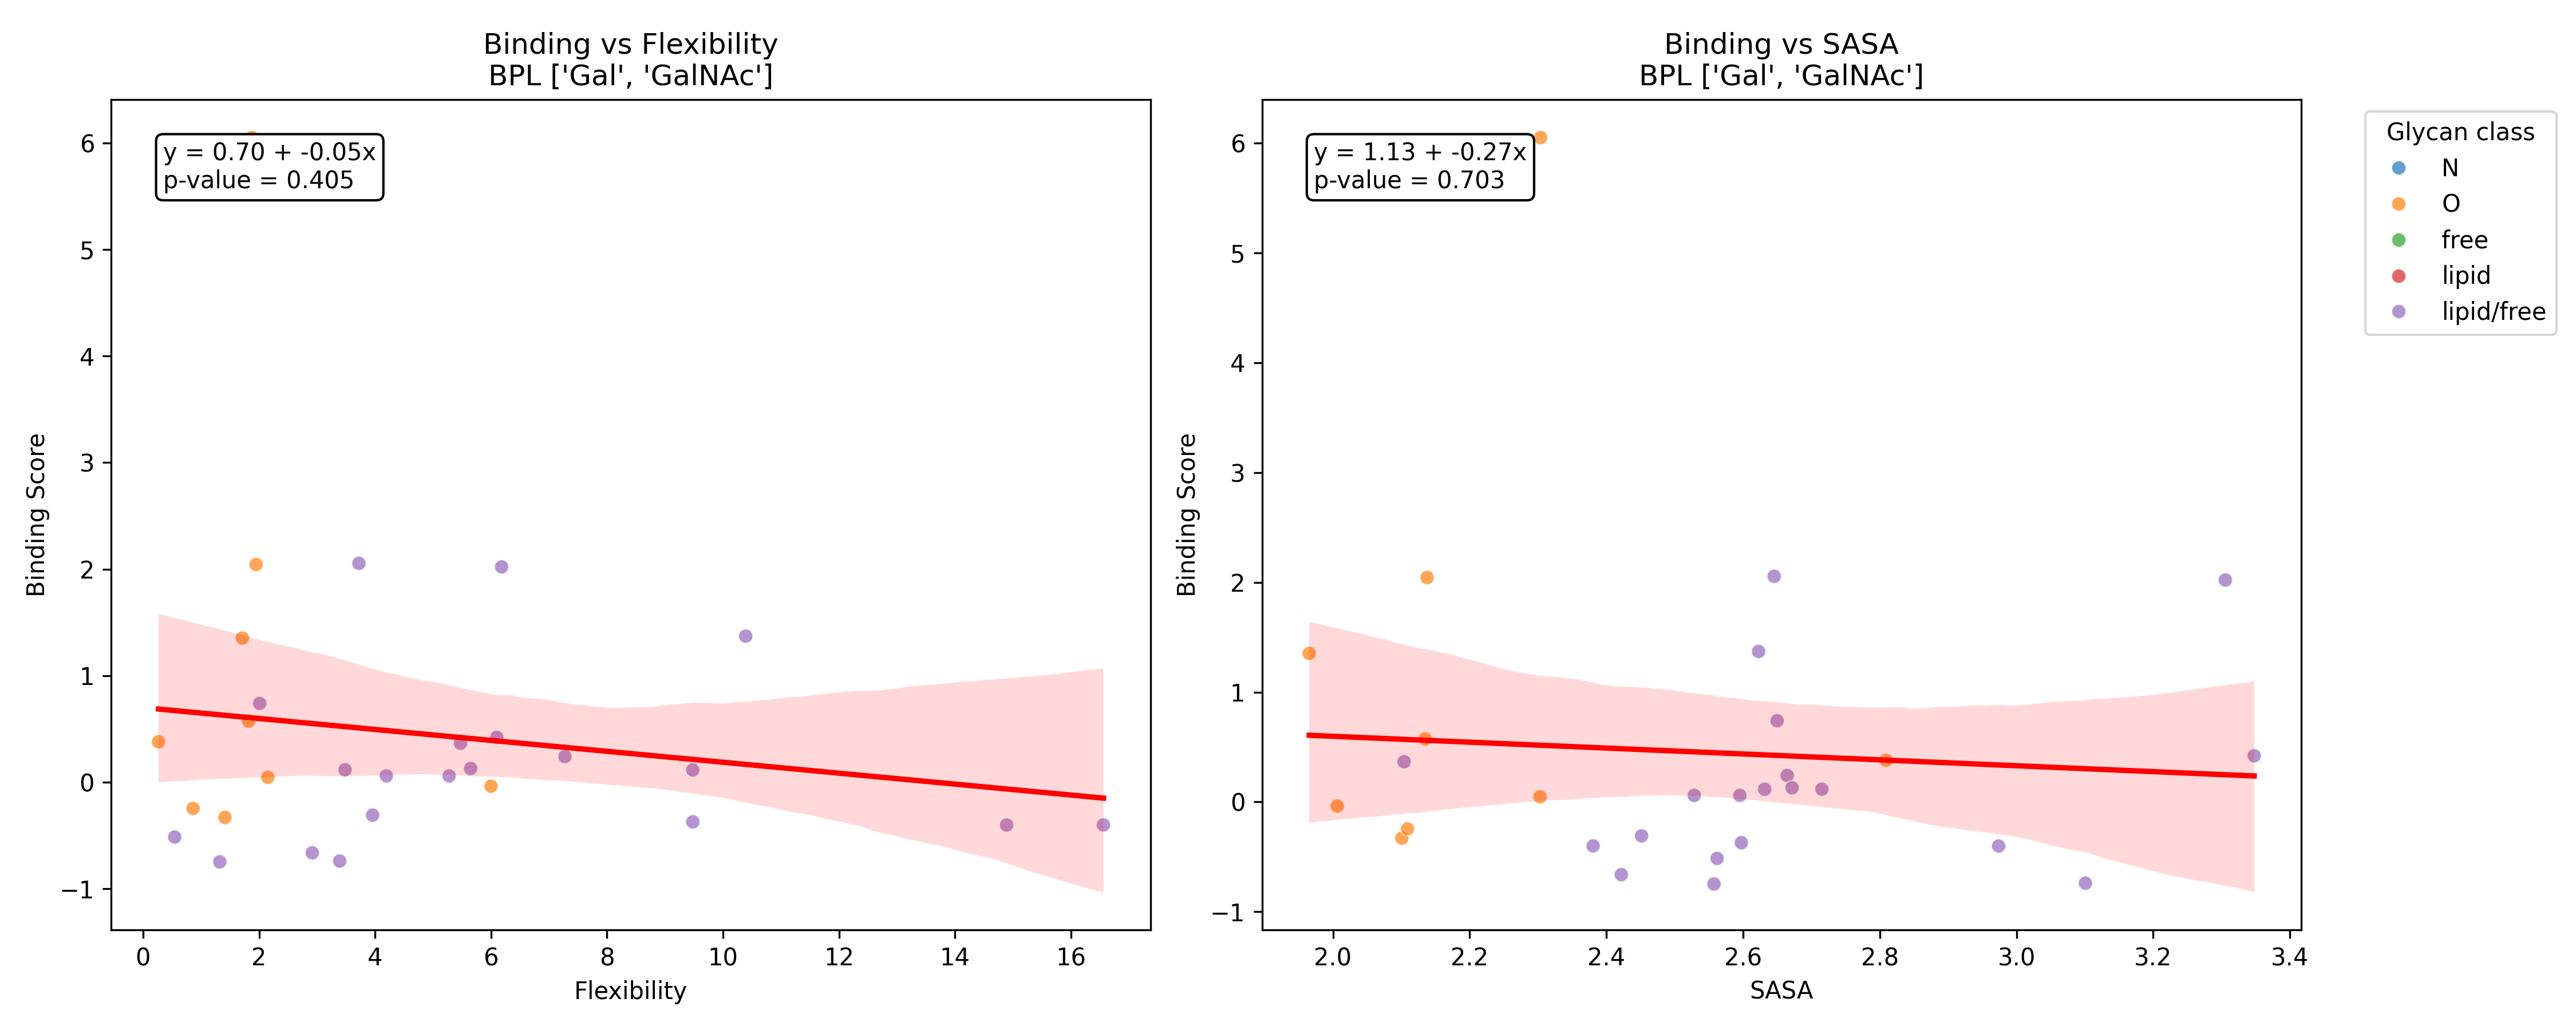 Binding vs Flexibility
BPL ['Gal', 'GalNAc']
y = 0.70 + -0.05x
p-value = 0.405
6
5
4
3
2
1
0
−1
Binding Score
0 2 4 6 8 10 12 14 16
Flexibility
Binding vs SASA
BPL ['Gal', 'GalNAc']
y = 1.13 + -0.27x
p-value = 0.703
6
5
4
3
2
1
0
−1
Binding Score
2.0 2.2 2.4 2.6 2.8 3.0 3.2 3.4
SASA
Glycan class
N
O
free
lipid
lipid/free